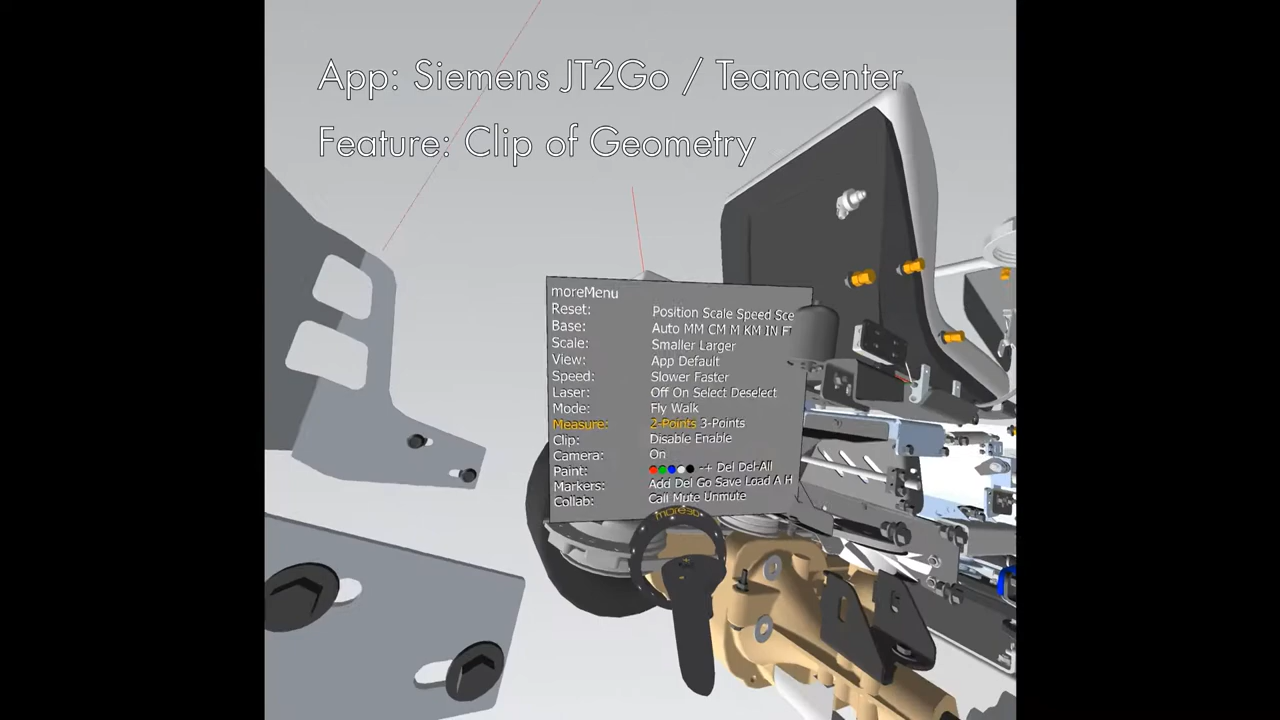 App: Siemens JT2Go / Teamcenter
Feature: Clip of Geometry
moreMenu
Reset: Position Scale Speed Sce
Base: Auto MM CM M KM IN FT
Scale: Smaller Larger
View: App Default
Speed: Slower Faster
Laser: Off On Select Deselect
Mode: Fly Walk
Measure: 2-Points 3-Points
Clip: Disable Enable
Camera: On
Paint: -+ Del Del-All
Markers: Add Del Go Save Load A H
Collab: Call Mute Unmute
more3D